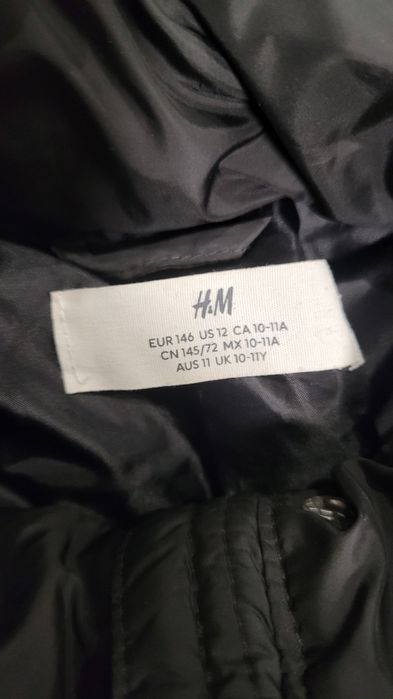 H&M
EUR 146 US 12 CA 10-11A
CN 145/72 MX 10-11A
AUS 11 UK 10-11Y